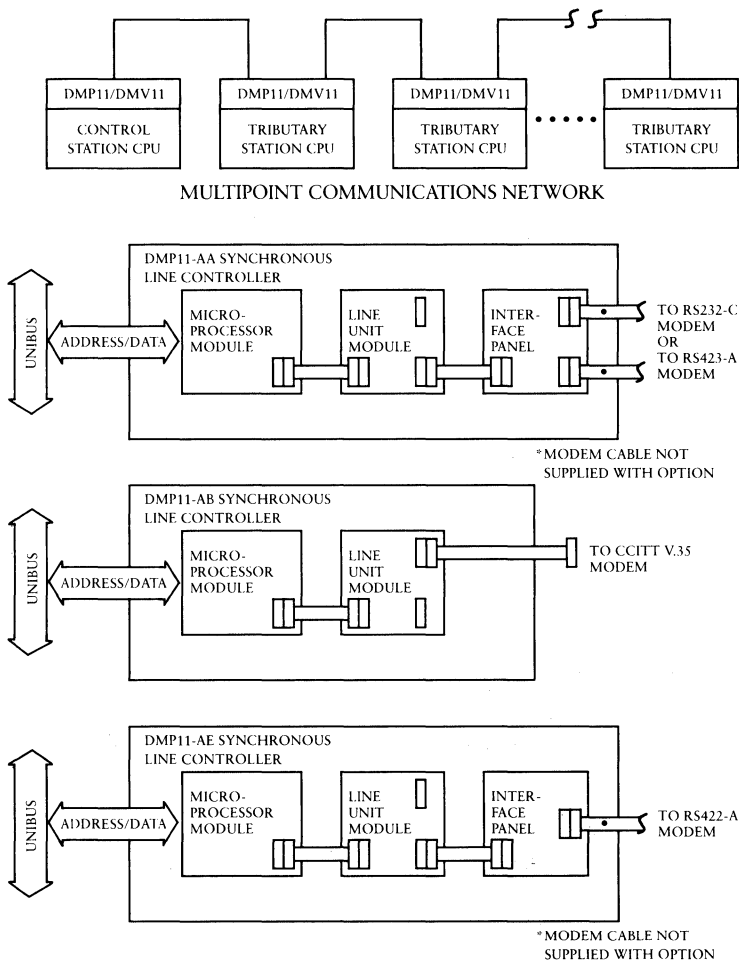 DMP11/DMV11 DMP11/DMV11 DMP11/DMV11 DMP11/DMV11
CONTROL STATION CPU
TRIBUTARY STATION CPU
TRIBUTARY STATION CPU
TRIBUTARY STATION CPU
MULTIPOINT COMMUNICATIONS NETWORK
DMP11-AA SYNCHRONOUS
LINE CONTROLLER
UNIBUS
ADDRESS/DATA
MICRO-
PROCESSOR
MODULE
LINE
UNIT
MODULE
INTER-
FACE
PANEL
TO RS232-C
MODEM
OR
TO RS423-A
MODEM
*MODEM CABLE NOT
SUPPLIED WITH OPTION
DMP11-AB SYNCHRONOUS
LINE CONTROLLER
UNIBUS
ADDRESS/DATA
MICRO-
PROCESSOR
MODULE
LINE
UNIT
MODULE
TO CCITT V.35
MODEM
DMP11-AE SYNCHRONOUS
LINE CONTROLLER
UNIBUS
ADDRESS/DATA
MICRO-
PROCESSOR
MODULE
LINE
UNIT
MODULE
INTER-
FACE
PANEL
TO RS422-A
MODEM
*MODEM CABLE NOT
SUPPLIED WITH OPTION